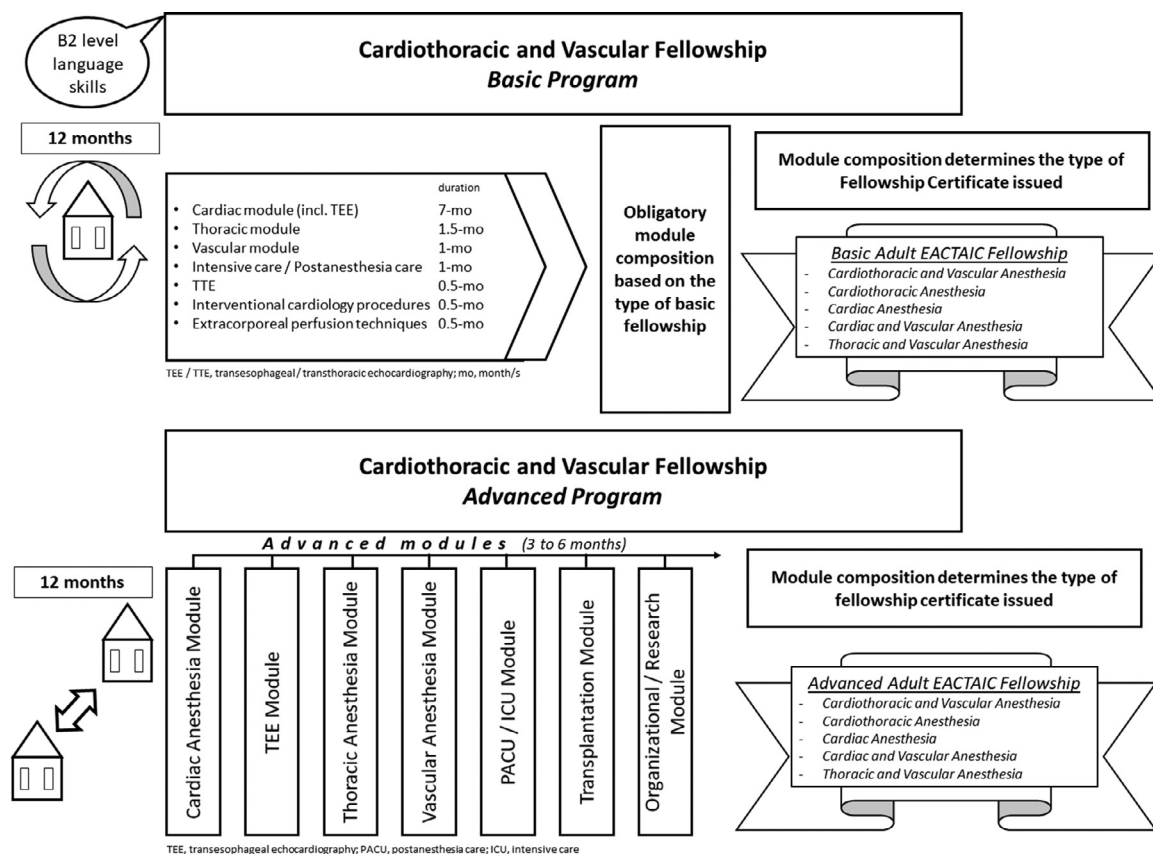 B2 level
language
skills
Cardiothoracic and Vascular Fellowship
Basic Program
12 months
duration
• Cardiac module (incl. TEE) 7-mo
• Thoracic module 1.5-mo
• Vascular module 1-mo
• Intensive care / Postanesthesia care 1-mo
• TTE 0.5-mo
• Interventional cardiology procedures 0.5-mo
• Extracorporeal perfusion techniques 0.5-mo
TEE / TTE, transesophageal / transthoracic echocardiography; mo, month/s
Obligatory
module
composition
based on the
type of basic
fellowship
Module composition determines the type of
Fellowship Certificate issued
Basic Adult EACTAIC Fellowship
- Cardiothoracic and Vascular Anesthesia
- Cardiothoracic Anesthesia
- Cardiac Anesthesia
- Cardiac and Vascular Anesthesia
- Thoracic and Vascular Anesthesia
Cardiothoracic and Vascular Fellowship
Advanced Program
Advanced modules (3 to 6 months)
12 months
Cardiac Anesthesia Module
TEE Module
Thoracic Anesthesia Module
Vascular Anesthesia Module
PACU / ICU Module
Transplantation Module
Organizational / Research
Module
TEE, transesophageal echocardiography; PACU, postanesthesia care; ICU, intensive care
Module composition determines the type of
fellowship certificate issued
Advanced Adult EACTAIC Fellowship
- Cardiothoracic and Vascular Anesthesia
- Cardiothoracic Anesthesia
- Cardiac Anesthesia
- Cardiac and Vascular Anesthesia
- Thoracic and Vascular Anesthesia